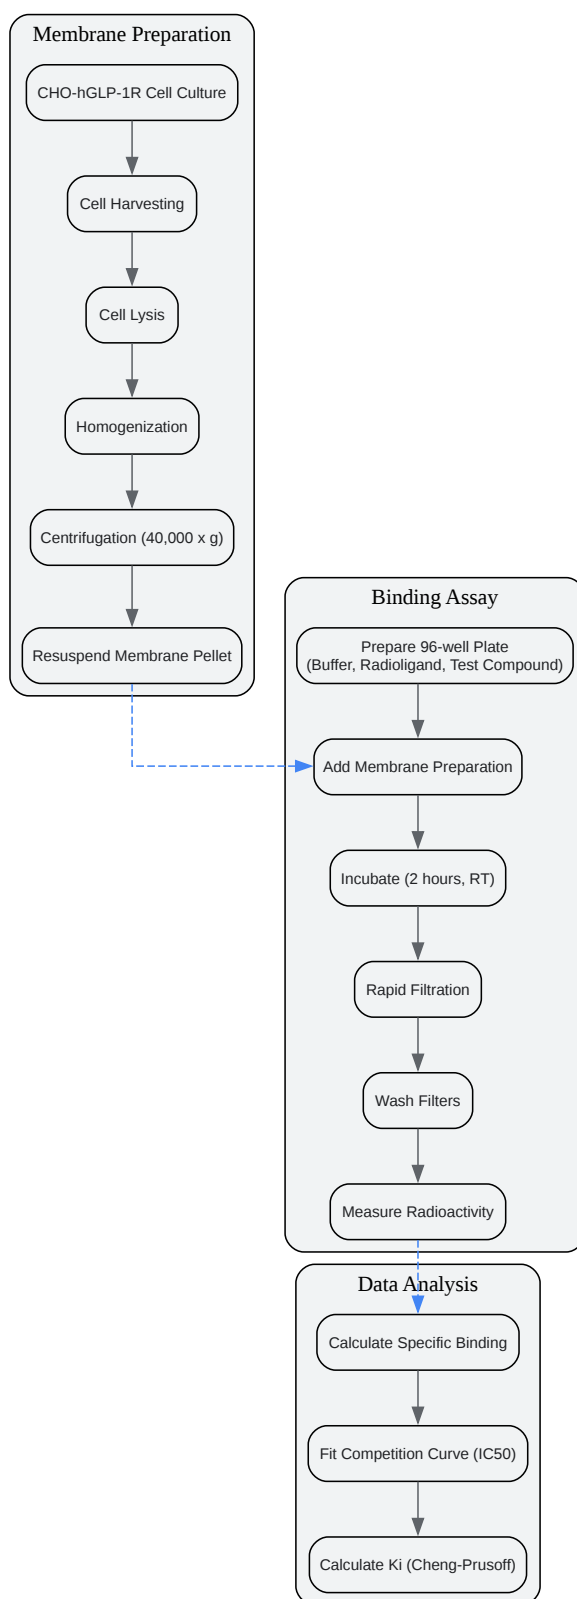 Membrane Preparation
CHO-hGLP-1R Cell Culture
Cell Harvesting
Cell Lysis
Homogenization
Centrifugation (40,000 x g)
Resuspend Membrane Pellet
Binding Assay
Prepare 96-well Plate
(Buffer, Radioligand, Test Compound)
Add Membrane Preparation
Incubate (2 hours, RT)
Rapid Filtration
Wash Filters
Measure Radioactivity
Data Analysis
Calculate Specific Binding
Fit Competition Curve (IC50)
Calculate Ki (Cheng-Prusoff)